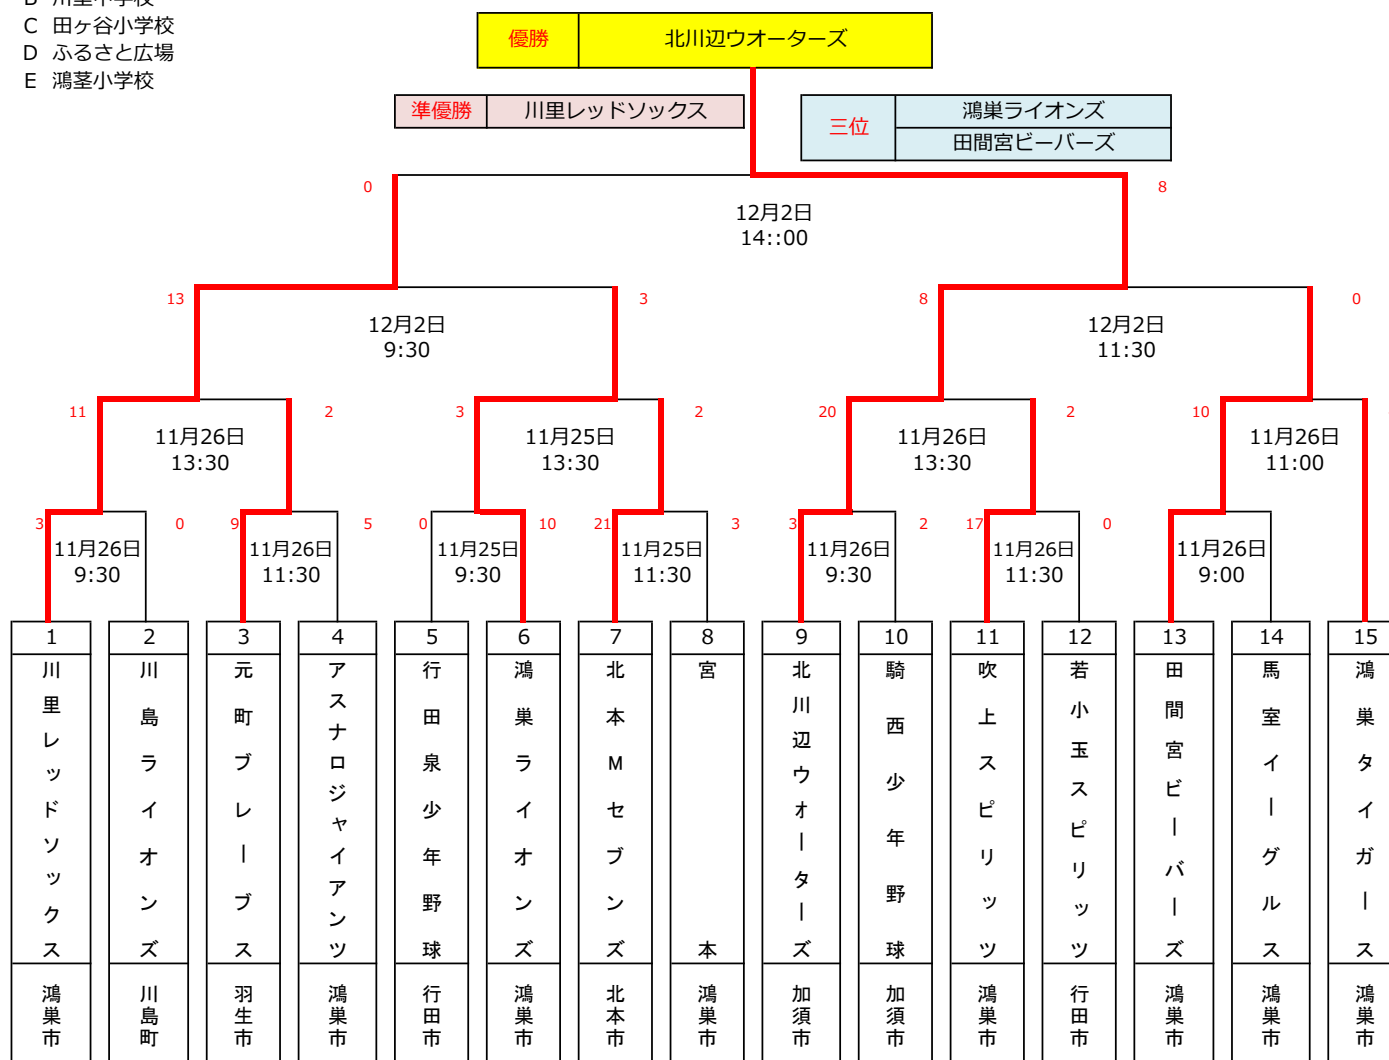 C 田ヶ谷小学校
D ふるさと広場
E 鴻茎小学校
優勝 北川辺ウオーターズ
準優勝 川里レッドソックス
三位 鴻巣ライオンズ
田間宮ビーバーズ
0 8
12月2日
14::00
13 3 8 0
12月2日 12月2日
9:30 11:30
11 2 3 2 20 2 10
11月26日 11月25日 11月26日 11月26日
13:30 13:30 13:30 11:00
3 0 9 5 0 10 21 3 3 2 17 0
11月26日 11月26日 11月25日 11月25日 11月26日 11月26日 11月26日
9:30 11:30 9:30 11:30 9:30 11:30 9:00
1 2 3 4 5 6 7 8 9 10 11 12 13 14 15
川里レッドソックス
川島ライオンズ
元町ブレーブス
アスナロジャイアンツ
行田泉少年野球
鴻巣ライオンズ
北本Mセブンズ
宮本
北川辺ウオーターズ
騎西少年野球
吹上スピリッツ
若小玉スピリッツ
田間宮ビーバーズ
馬室イーグルス
鴻巣タイガース
鴻巣市
川島町
羽生市
鴻巣市
行田市
鴻巣市
北本市
鴻巣市
加須市
加須市
鴻巣市
行田市
鴻巣市
鴻巣市
鴻巣市